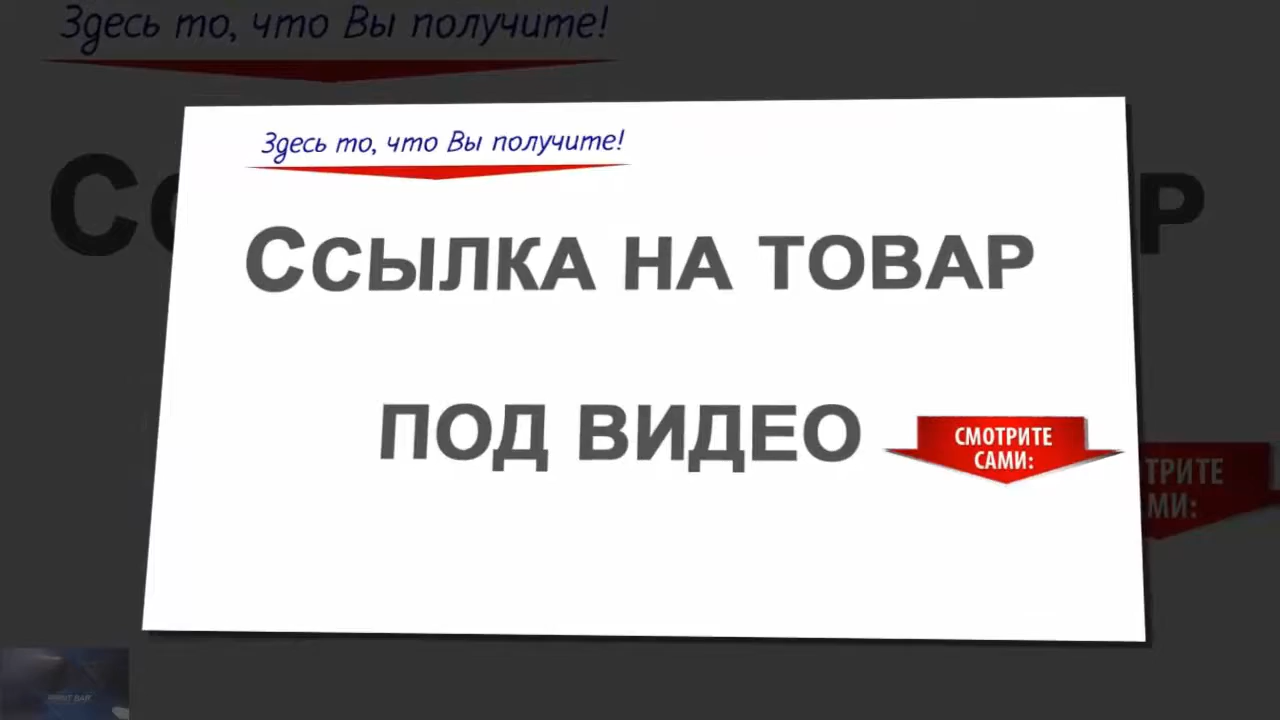 Здесь то, что Вы получите!
Здесь то, что Вы получите!
Ссылка на товар
под видео
СМОТРИТЕ
САМИ: